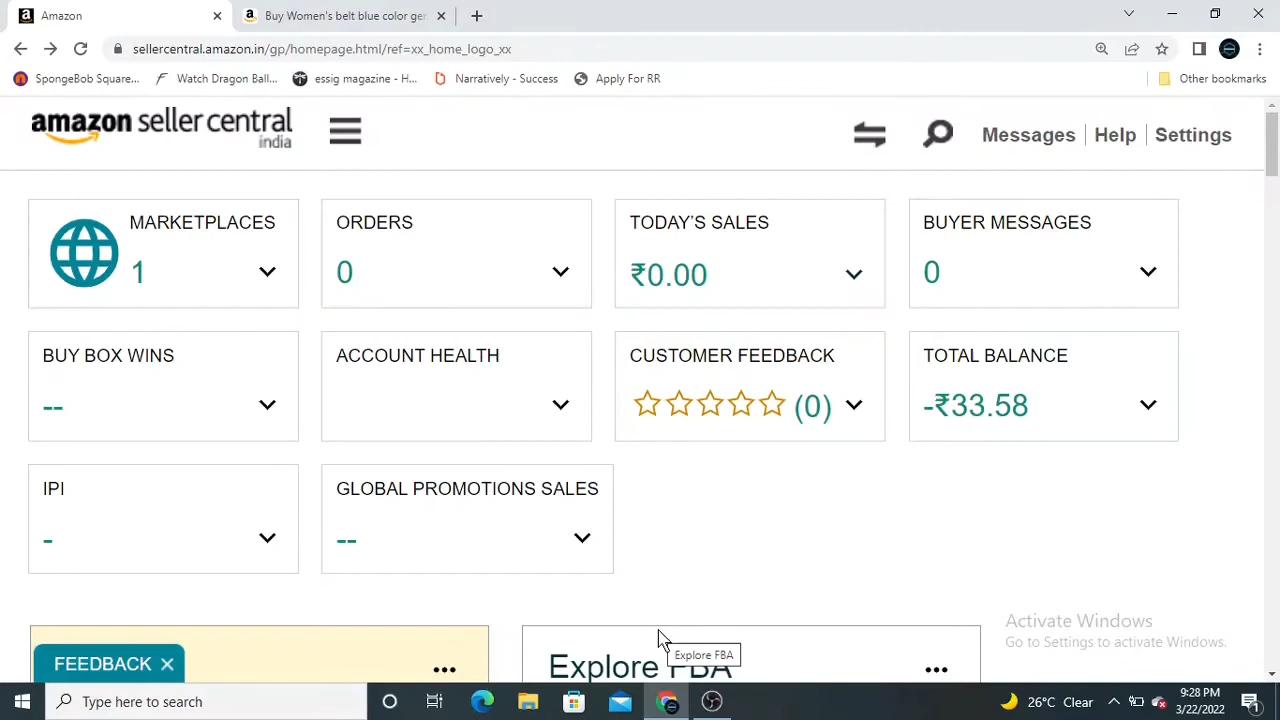 Amazon
Buy Women's belt blue color ger
sellercentral.amazon.in/gp/homepage.html/ref=xx_home_logo_xx
SpongeBob Square...
Watch Dragon Ball...
essig magazine - H...
Narratively - Success
Apply For RR
Other bookmarks
amazon seller central
india
Messages
Help
Settings
MARKETPLACES
1
ORDERS
0
TODAY'S SALES
₹0.00
BUYER MESSAGES
0
BUY BOX WINS
--
ACCOUNT HEALTH
CUSTOMER FEEDBACK
(0)
TOTAL BALANCE
-₹33.58
IPI
-
GLOBAL PROMOTIONS SALES
--
Activate Windows
Go to Settings to activate Windows.
FEEDBACK
Explore FBA
Explore FBA
Type here to search
26°C Clear
9:28 PM
3/22/2022
1